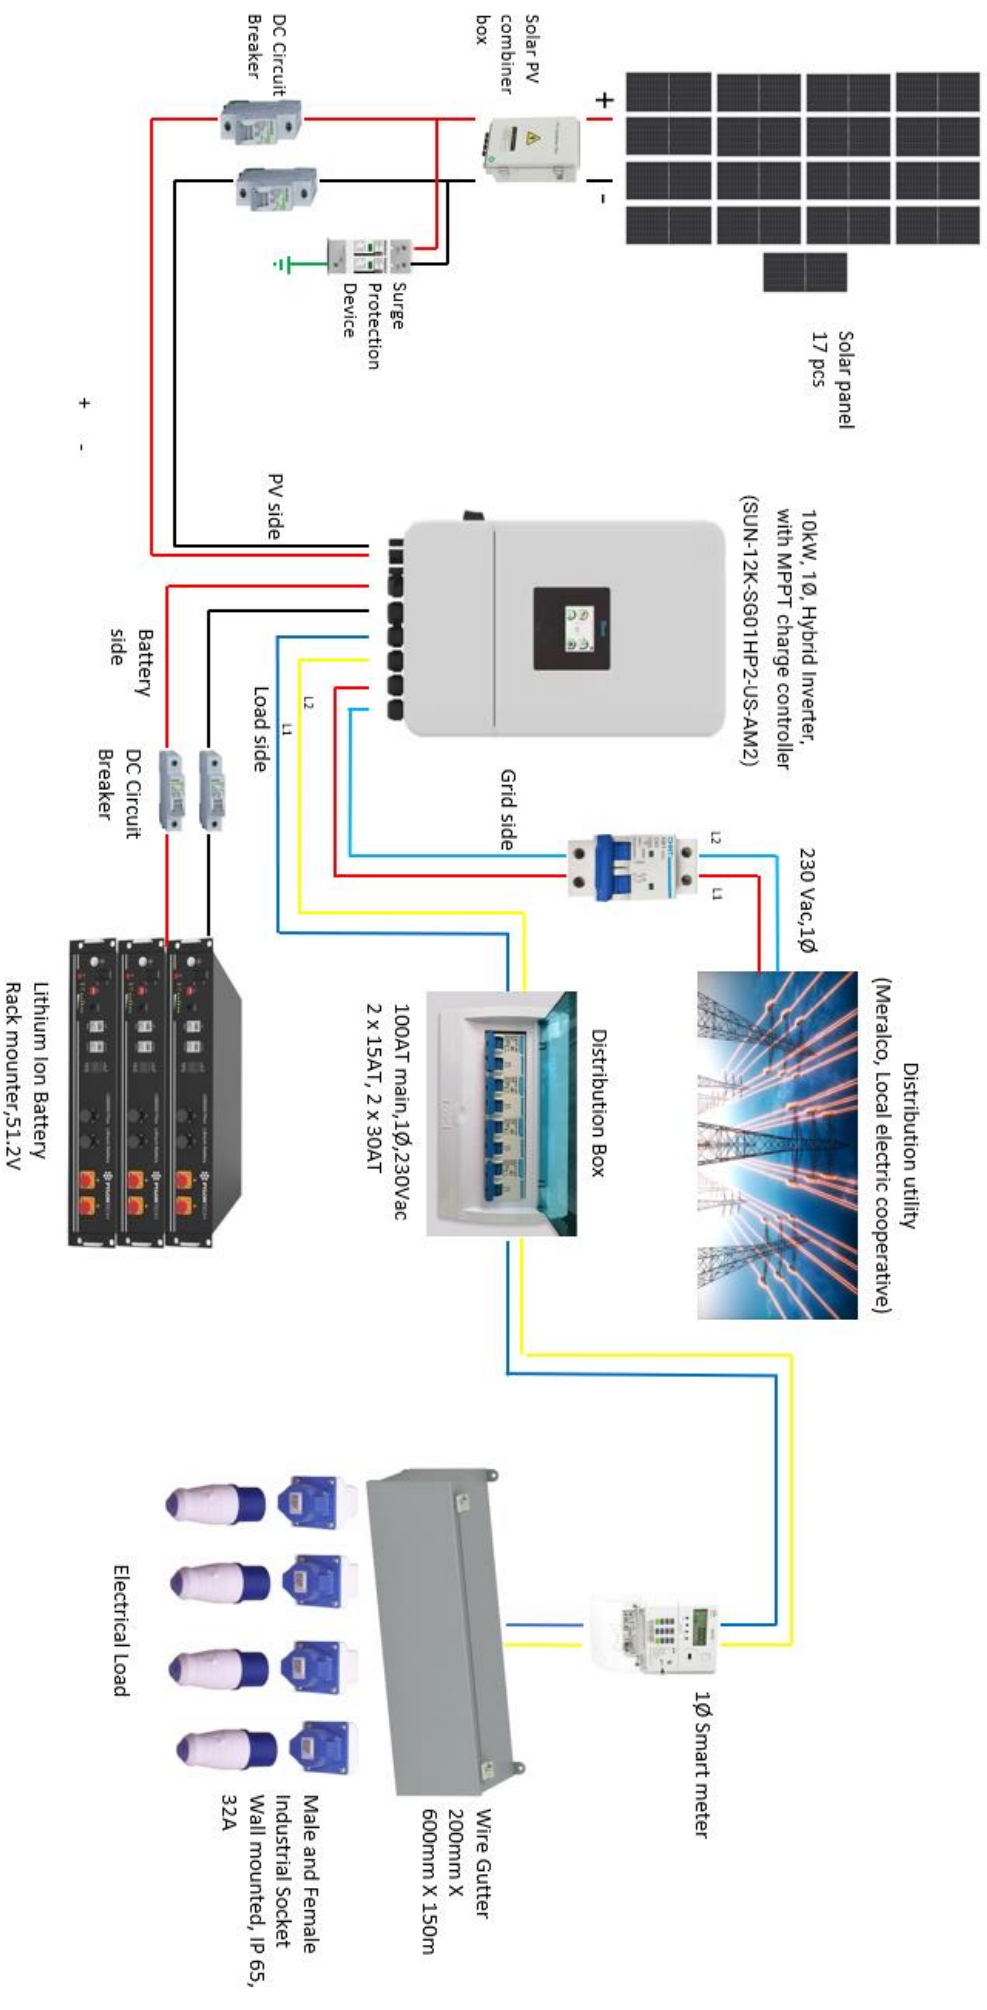 Solar panel
17 pcs
+
-
Solar PV
combiner
box
DC Circuit
Breaker
Surge
Protection
Device
+ -
PV side
10kW, 1Ø, Hybrid Inverter,
with MPPT charge controller
(SUN-12K-SG01HP2-US-AM2)
Battery
side
DC Circuit
Breaker
Load side
L2
L1
Grid side
L2
L1
230 Vac,1Ø
Distribution utility
(Meralco, Local electric cooperative)
Distribution Box
100AT main,1Ø,230Vac
2 x 15AT, 2 x 30AT
Lithium Ion Battery
Rack mounter,51.2V
1Ø Smart meter
Wire Gutter
200mm X
600mm X 150m
Male and Female
Industrial Socket
Wall mounted, IP 65,
32A
Electrical Load